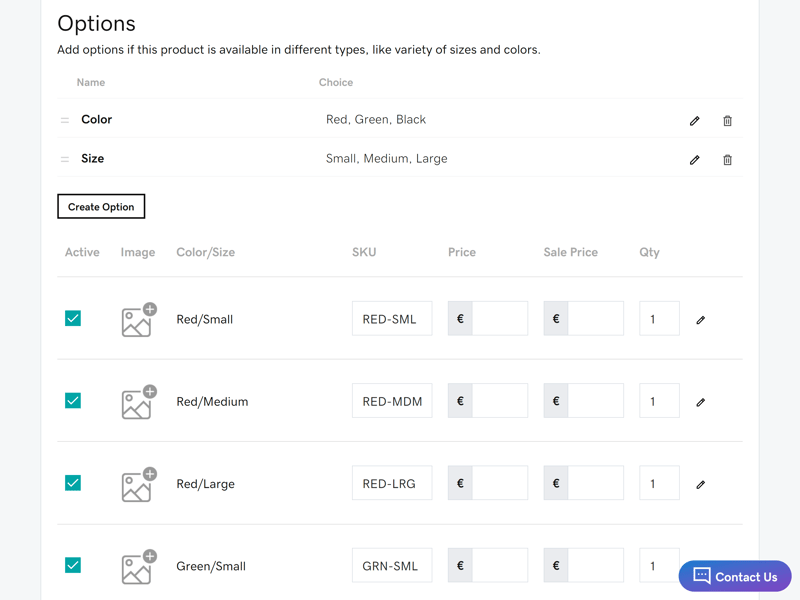 Options
Add options if this product is available in different types, like variety of sizes and colors.
Name Choice
Color Red, Green, Black
Size Small, Medium, Large
Create Option
Active Image Color/Size SKU Price Sale Price Qty
Red/Small RED-SML € € 1
Red/Medium RED-MDM € € 1
Red/Large RED-LRG € € 1
Green/Small GRN-SML € € 1
Contact Us